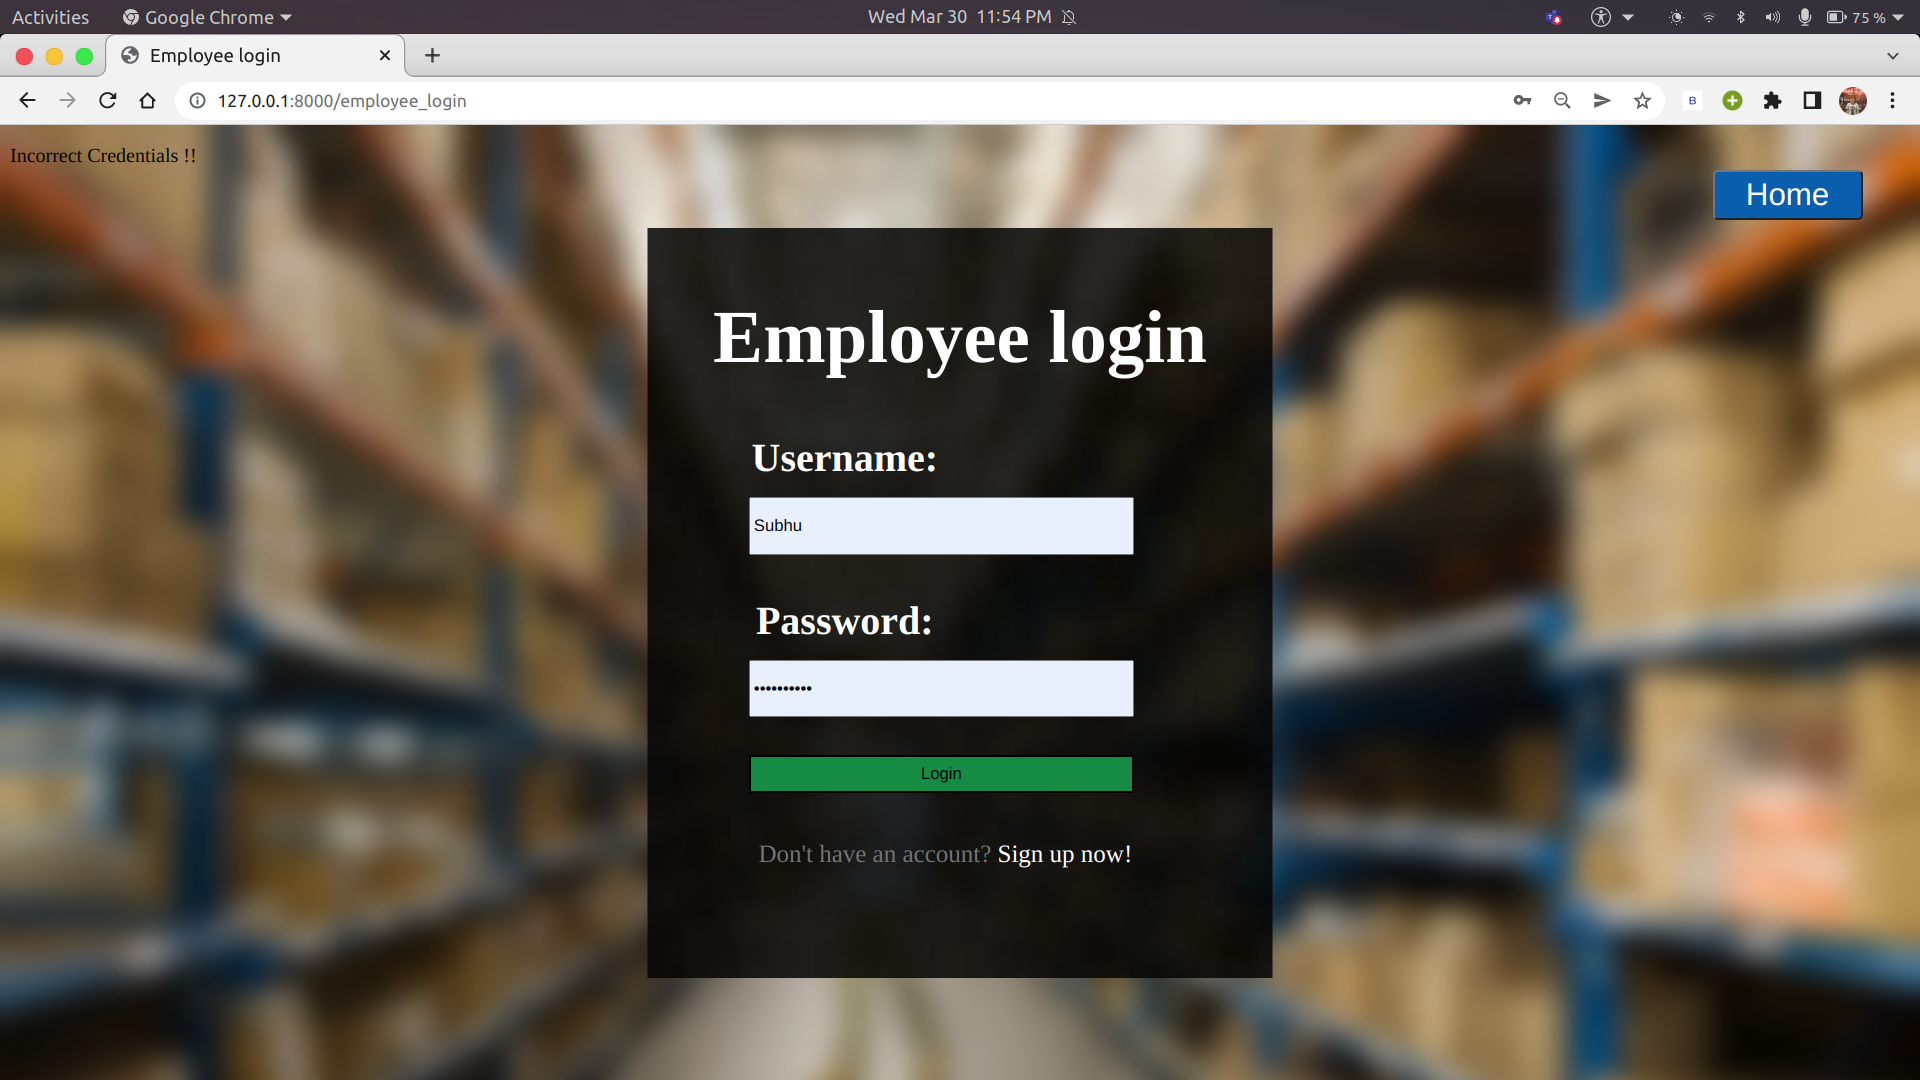 Activities Google Chrome Wed Mar 30 11:54 PM 75 %
Employee login
127.0.0.1:8000/employee_login B
Incorrect Credentials !!
Home
Employee login
Username:
Subhu
Password:
••••••••••
Login
Don't have an account? Sign up now!